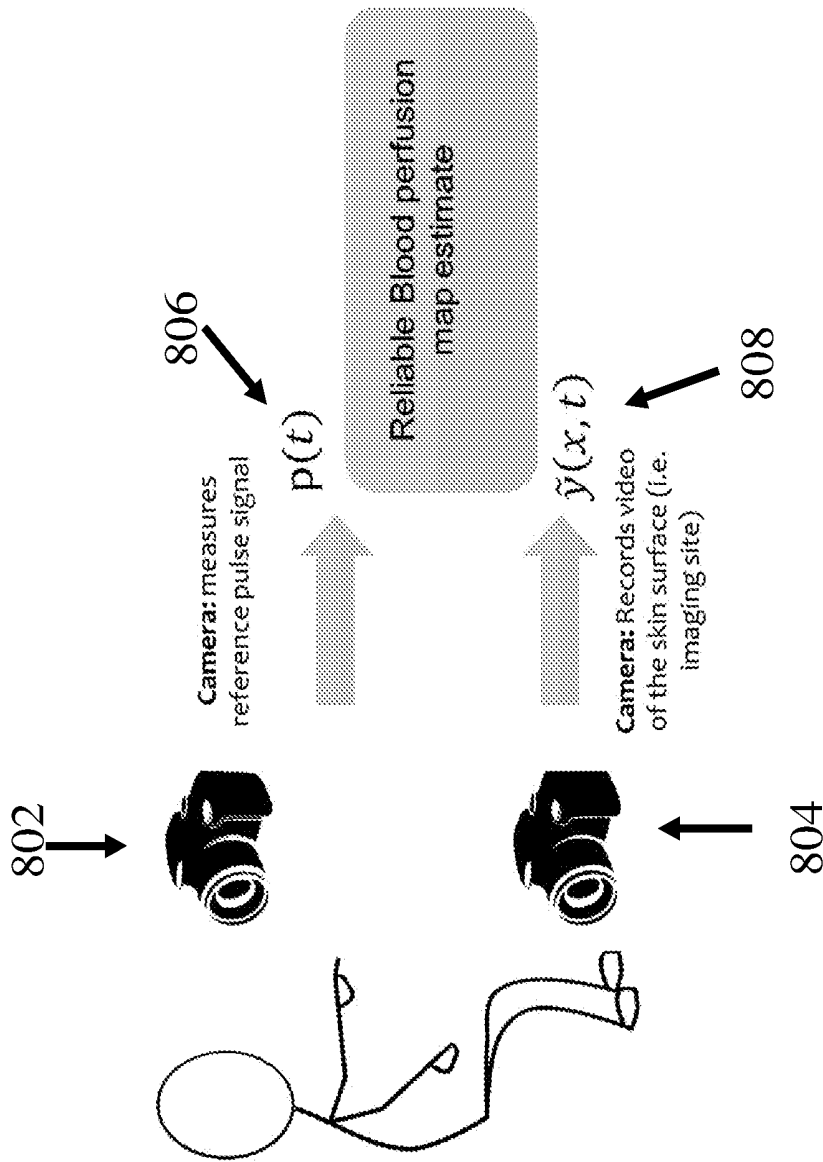 802
806
Camera: measures
reference pulse signal
p(t)
Reliable Blood perfusion
map estimate
ỹ(x, t)
Camera: Records video
of the skin surface (i.e.
imaging site)
804
808